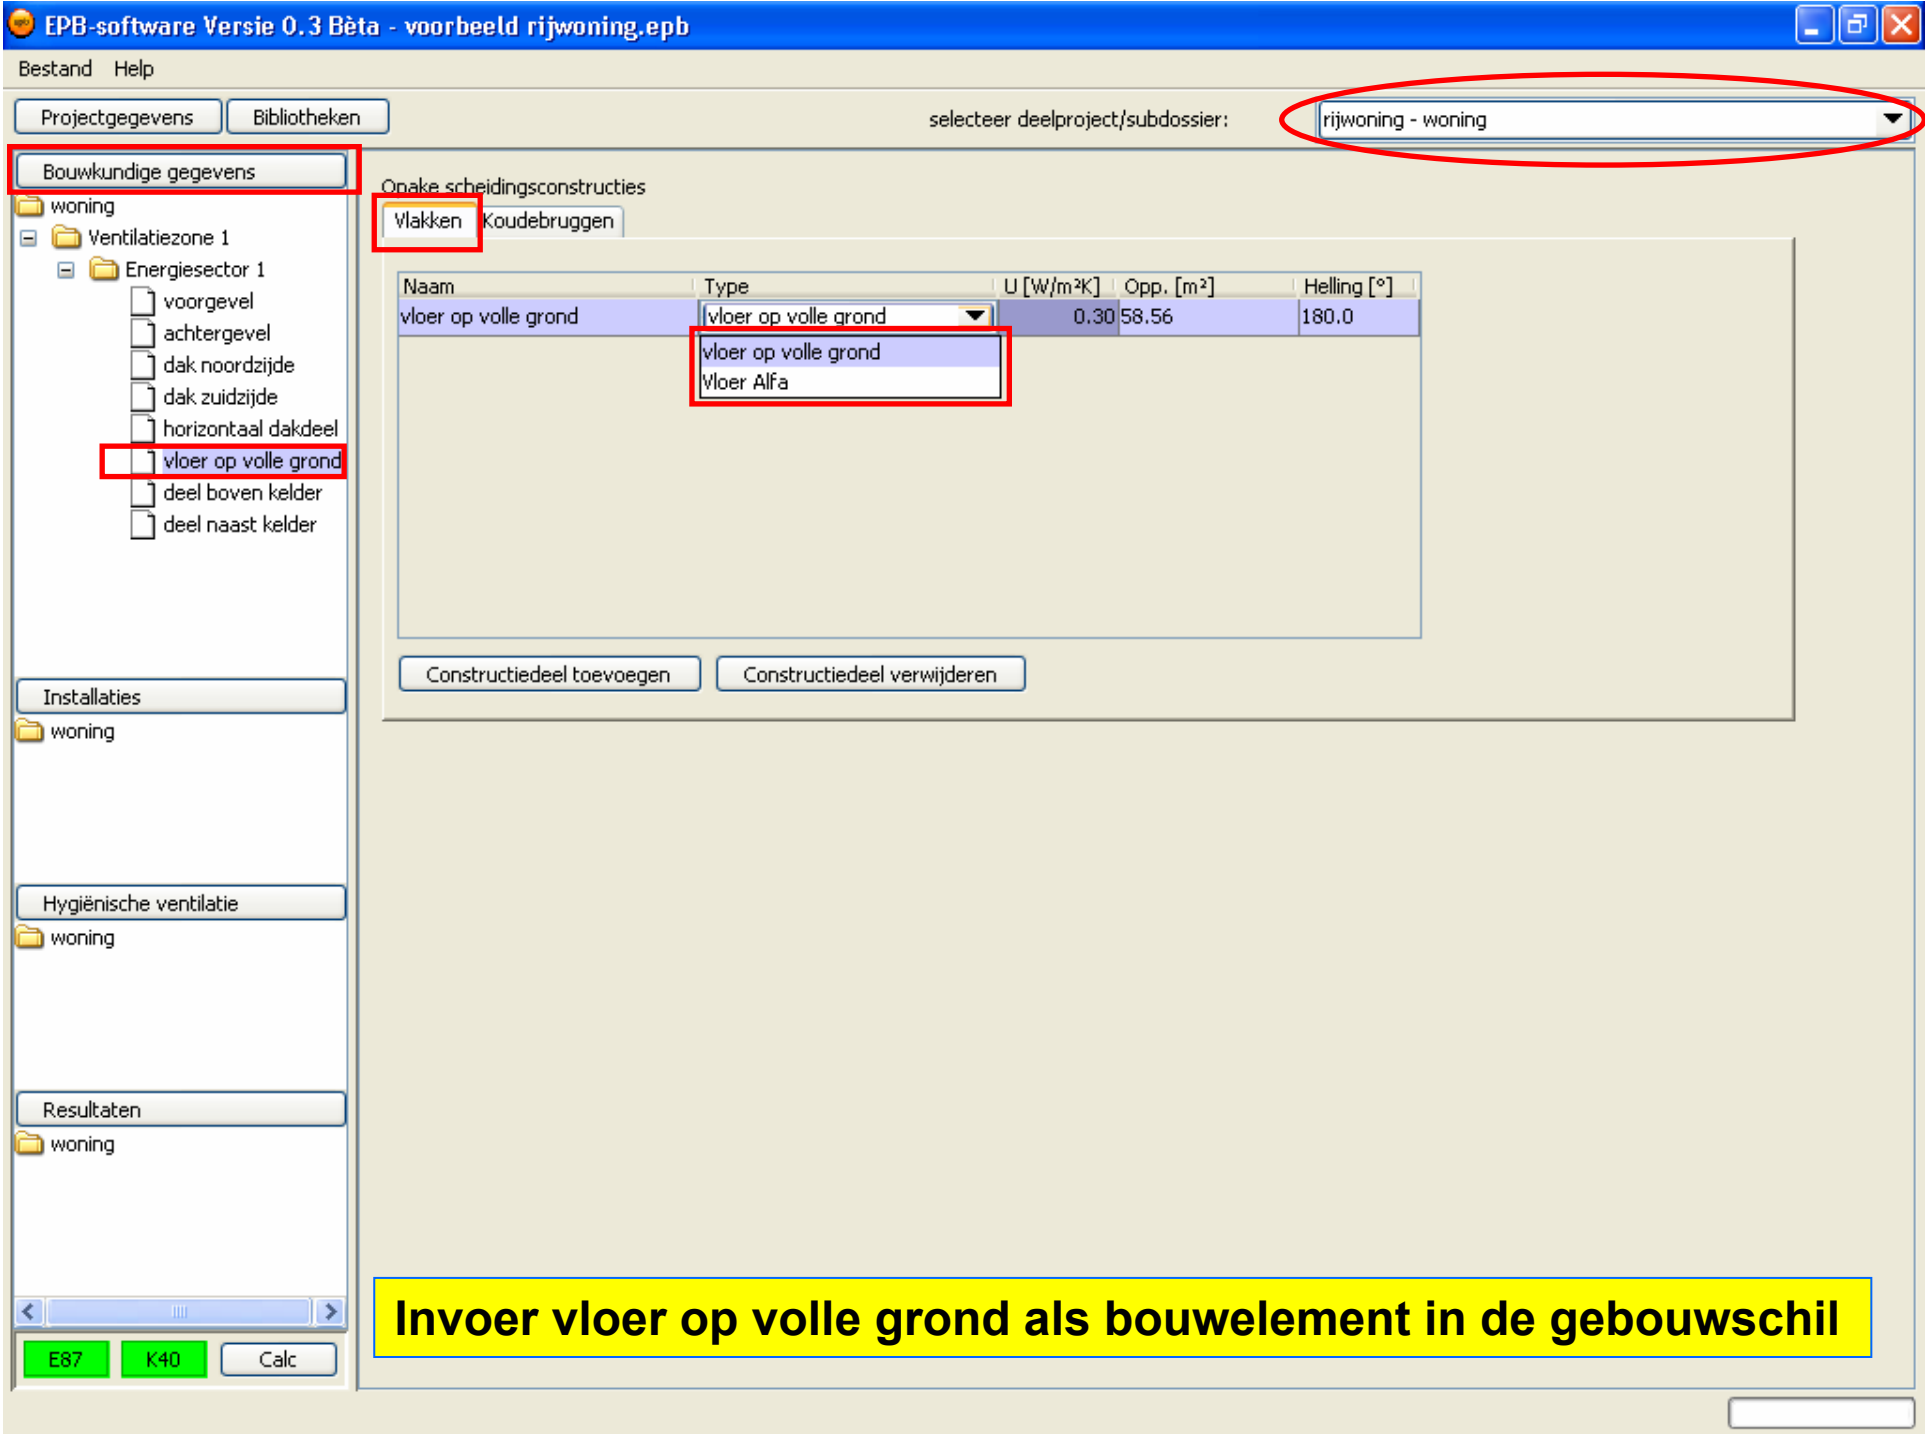 EPB-software Versie 0.3 Bèta - voorbeeld rijwoning.epb
Bestand Help
Projectgegevens Bibliotheken selecteer deelproject/subdossier: rijwoning - woning
Bouwkundige gegevens
woning
Ventilatiezone 1
Energiesector 1
voorgevel
achtergevel
dak noordzijde
dak zuidzijde
horizontaal dakdeel
vloer op volle grond
deel boven kelder
deel naast kelder
Installaties
woning
Hygiënische ventilatie
woning
Resultaten
woning
E87 K40 Calc
Opake scheidingsconstructies
Vlakken Koudebruggen
Naam Type U [W/m²K] Opp. [m²] Helling [°]
vloer op volle grond vloer op volle grond 0.30 58.56 180.0
vloer op volle grond
Vloer Alfa
Constructiedeel toevoegen Constructiedeel verwijderen
Invoer vloer op volle grond als bouwelement in de gebouwschil